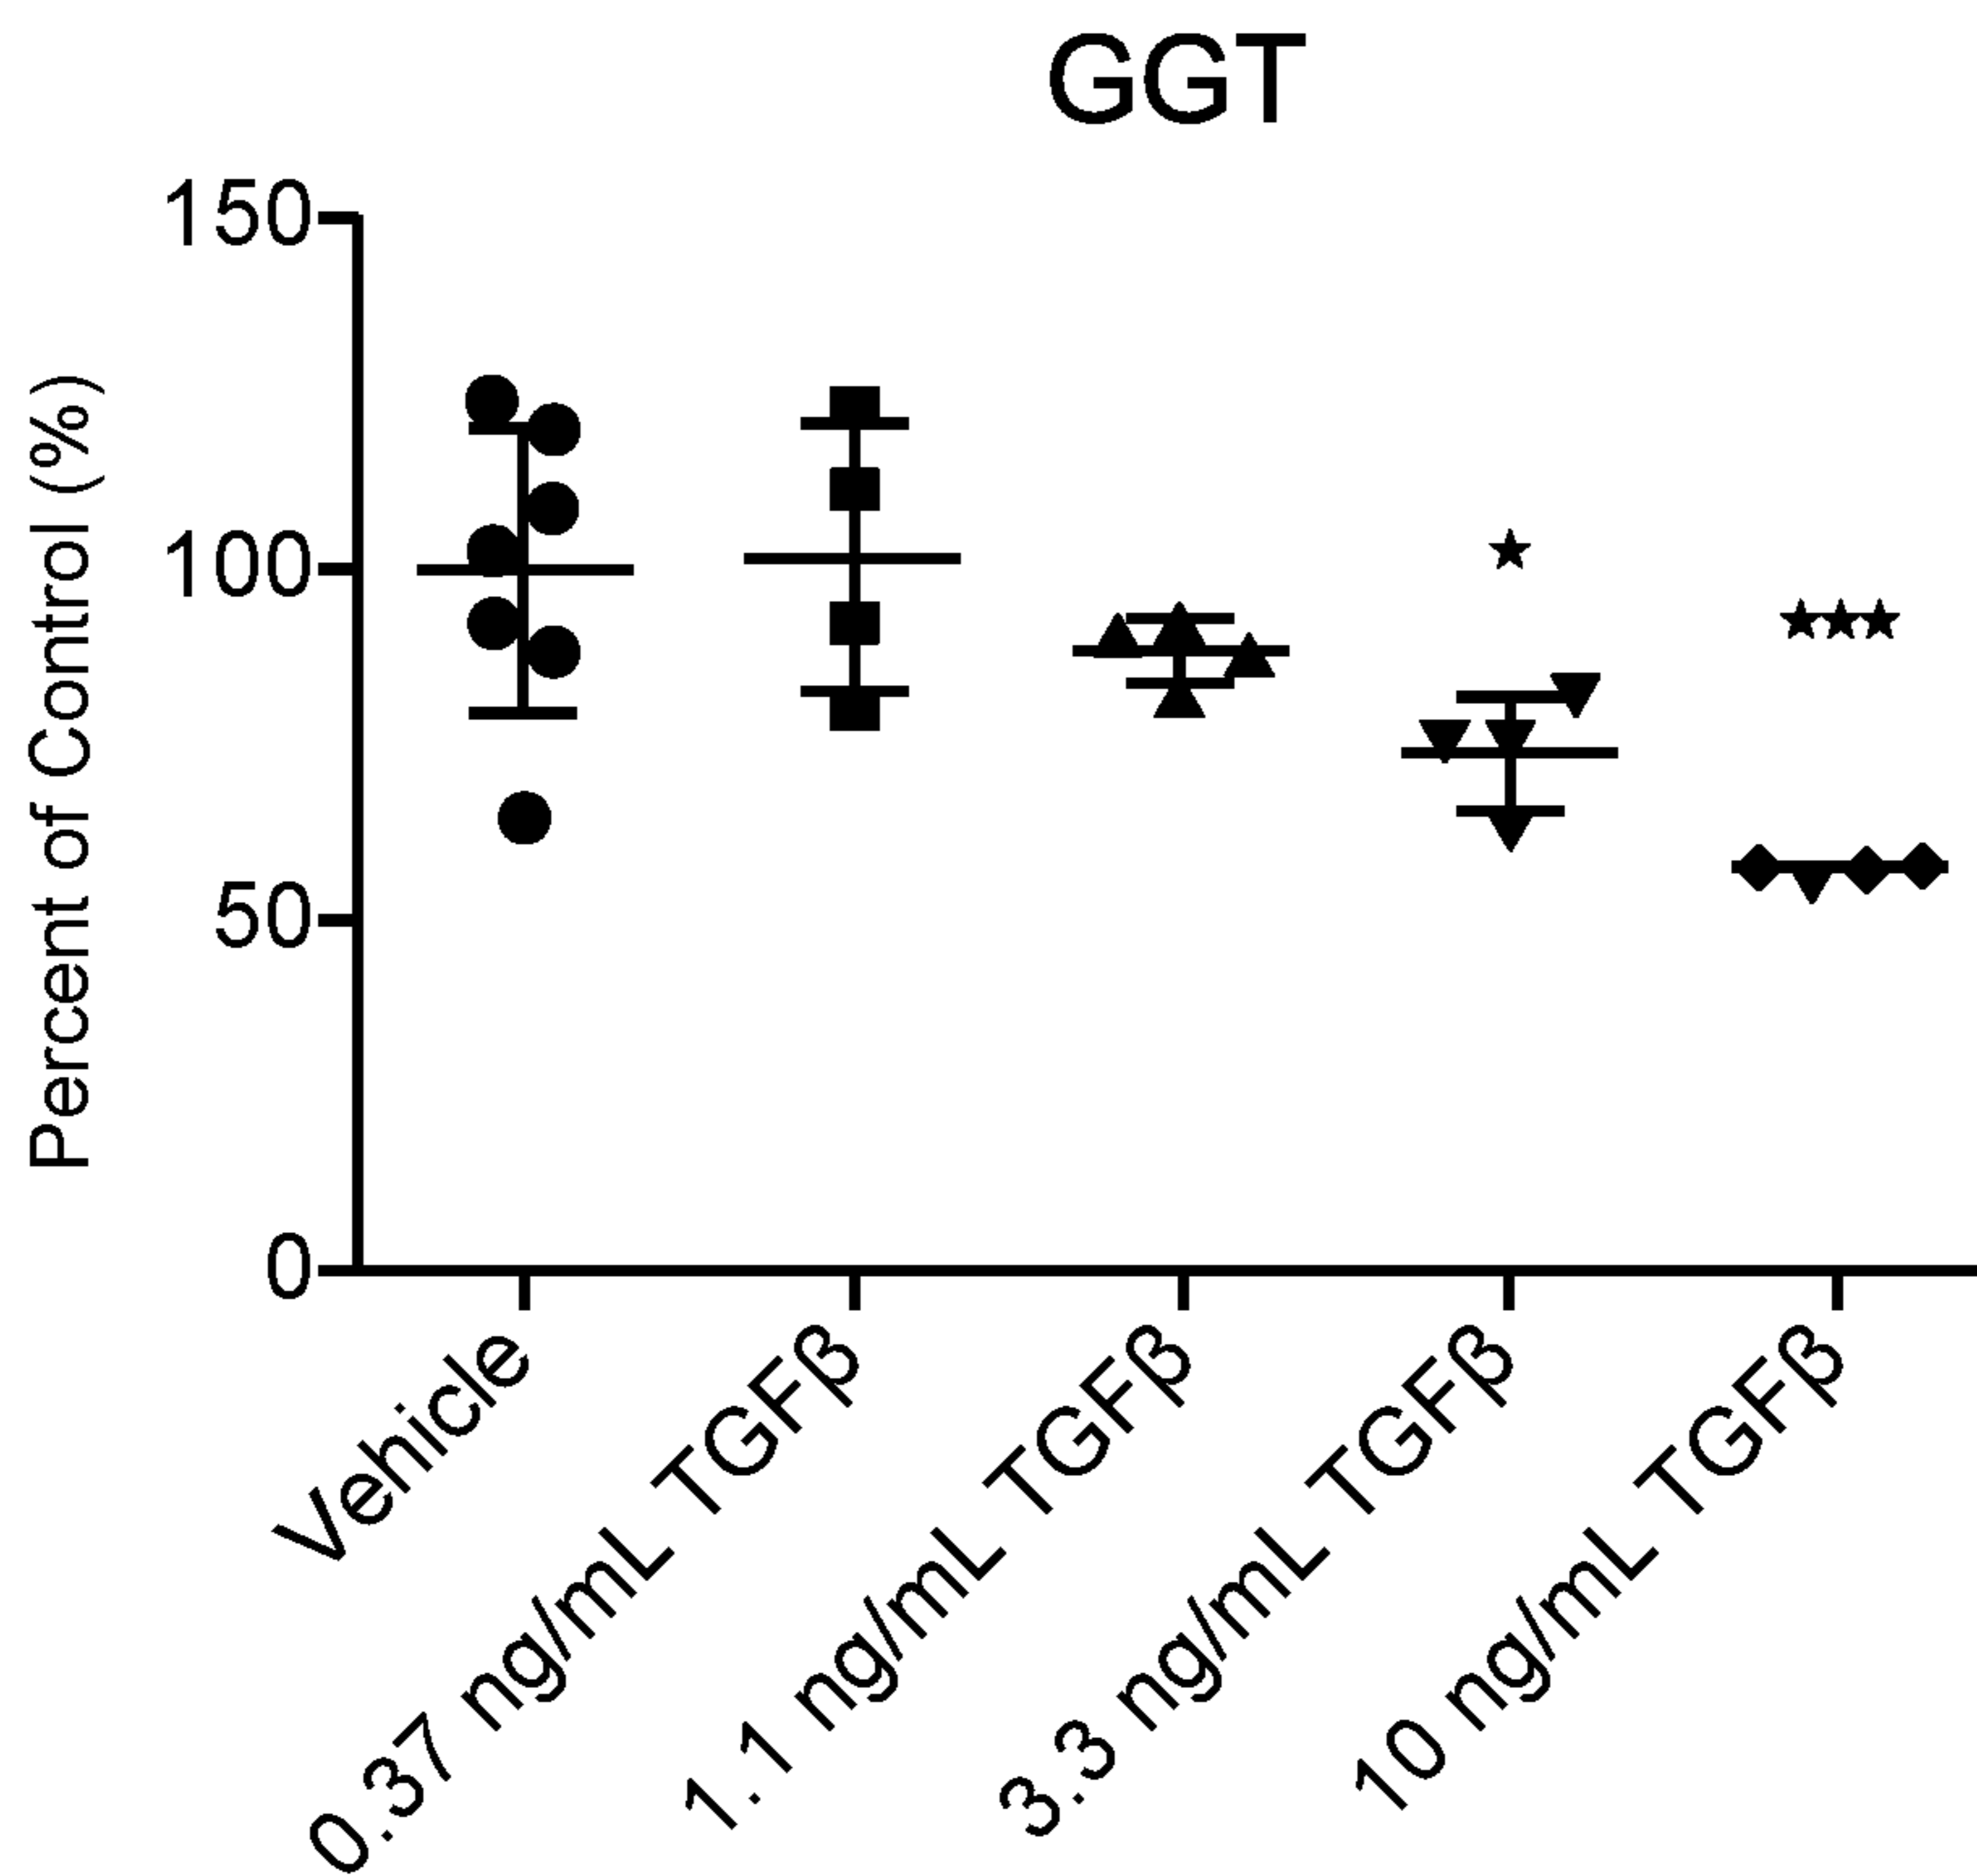 GGT
Percent of Control (%)
150
100
50
0
Vehicle
0.37 ng/mL TGFβ
1.1 ng/mL TGFβ
3.3 ng/mL TGFβ
10 ng/mL TGFβ